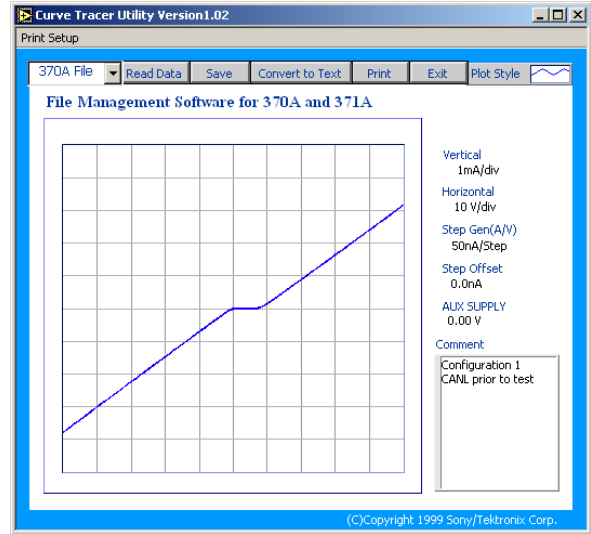 Curve Tracer Utility Version1.02
Print Setup
370A File Read Data Save Convert to Text Print Exit Plot Style
File Management Software for 370A and 371A
Vertical
1mA/div
Horizontal
10 V/div
Step Gen(A/V)
50nA/Step
Step Offset
0.0nA
AUX SUPPLY
0.00 V
Comment
Configuration 1
CANL prior to test
(C)Copyright 1999 Sony/Tektronix Corp.